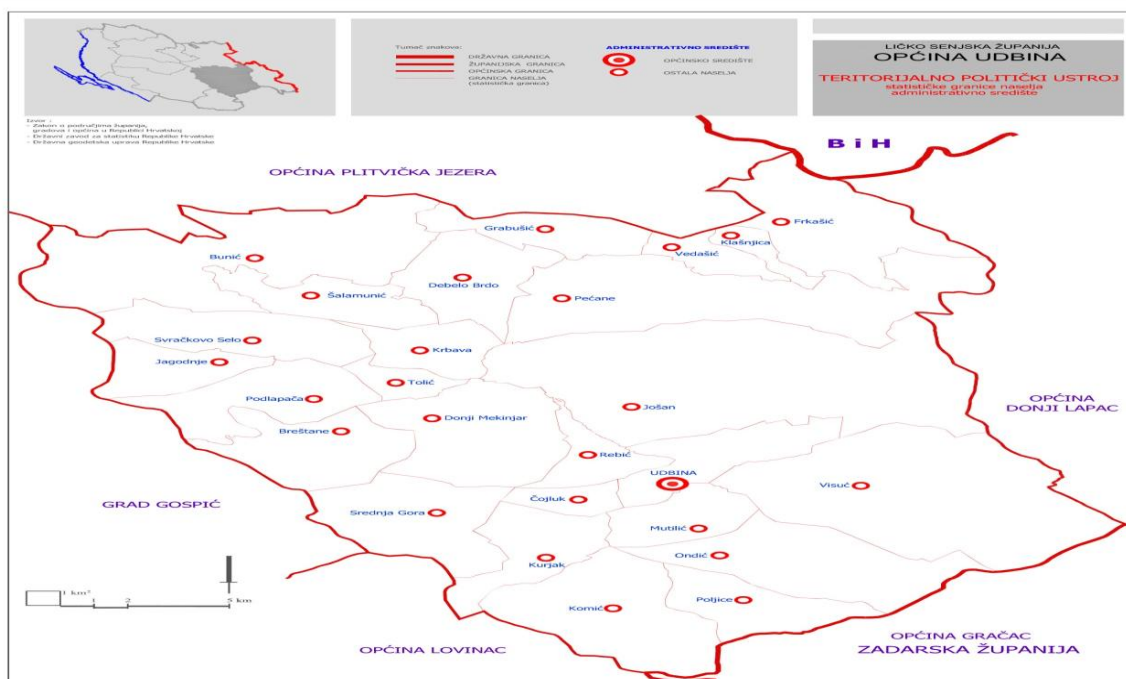 Tumač znakova:
DRŽAVNA GRANICA
ŽUPANIJSKA GRANICA
OPĆINSKA GRANICA
GRANICA NASELJA
(statistička granica)
ADMINISTRATIVNO SREDIŠTE
OPĆINSKO SREDIŠTE
OSTALA NASELJA
LIČKO SENJSKA ŽUPANIJA
OPĆINA UDBINA
TERITORIJALNO POLITIČKI USTROJ
statističke granice naselja
administrativno središte
Izvor :
- Zakon o područjima županija,
gradova i općina u Republici Hrvatskoj
- Državni zavod za statistiku Republike Hrvatske
- Državna geodetska uprava Republike Hrvatske
B i H
OPĆINA PLITVIČKA JEZERA
Frkašić
Grabušić
Klašnjica
Vedašić
Bunić
Debelo Brdo
Šalamunić
Pećane
Svračkovo Selo
Krbava
Jagodnje
Tolić
Podlapača
Jošan
OPĆINA
DONJI LAPAC
Donji Mekinjar
Breštane
Rebić
UDBINA
Visuć
GRAD GOSPIĆ
Čojluk
Srednja Gora
Mutilić
Ondić
Kurjak
1 km²
1
2
5 km
Komić
Poljice
OPĆINA LOVINAC
OPĆINA GRAČAC
ZADARSKA ŽUPANIJA